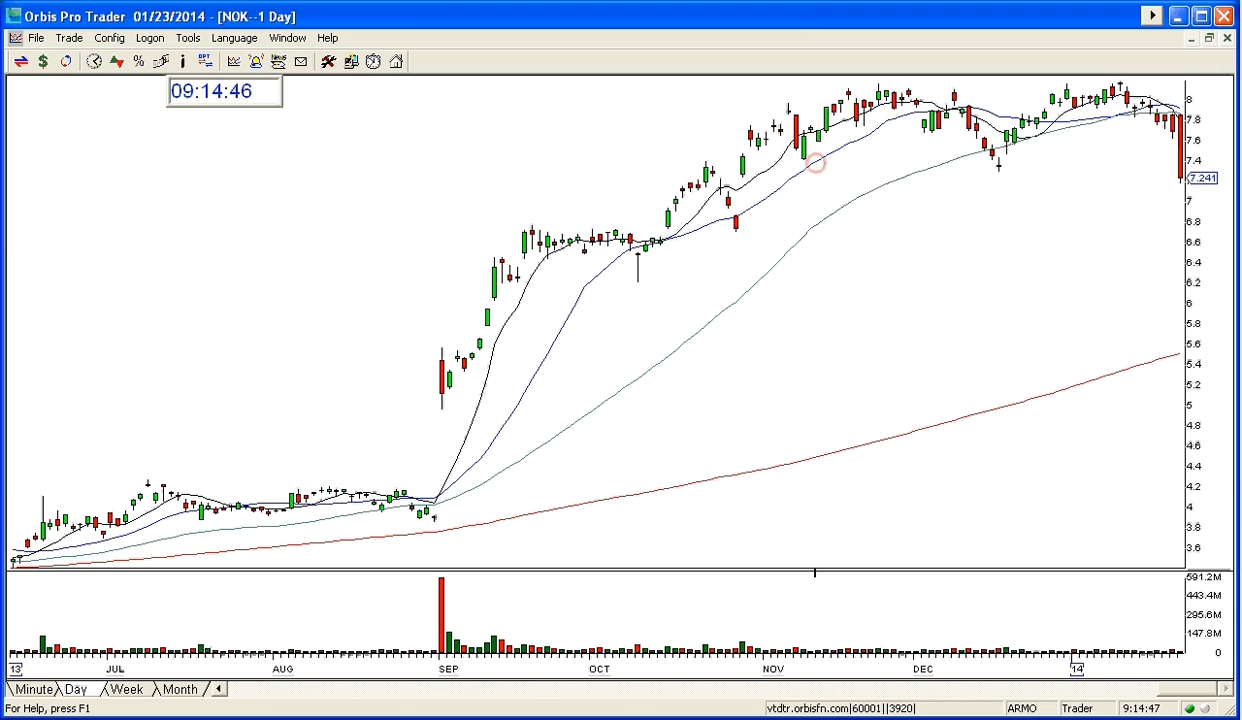 Orbis Pro Trader 01/23/2014 - [NOK--1 Day]
File Trade Config Logon Tools Language Window Help
$ % i OPT News
09:14:46
8
7.8
7.6
7.4
7.241
7
6.8
6.6
6.4
6.2
6
5.8
5.6
5.4
5.2
5
4.8
4.6
4.4
4.2
4
3.8
3.6
591.2M
443.4M
295.6M
147.8M
0
13 JUL AUG SEP OCT NOV DEC 14
Minute Day Week Month
For Help, press F1 vtdtr.orbisfn.com|60001||3920| ARMO Trader 9:14:47